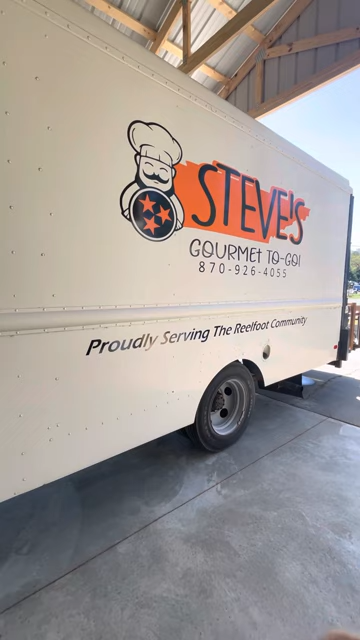 STEVE'S
GOURMET TO-GO!
870-926-4055
Proudly Serving The Reelfoot Community